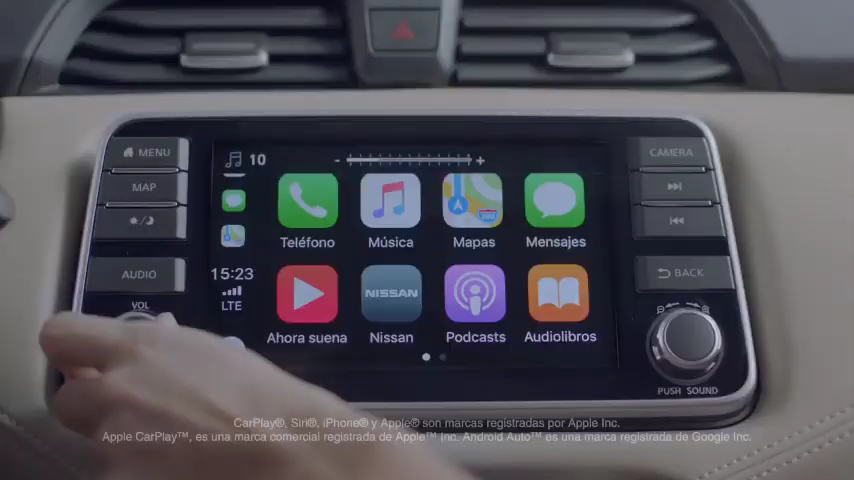 MENU
MAP
AUDIO
VOL
10
- +
Teléfono Música Mapas Mensajes
15:23
LTE
NISSAN
Ahora suena Nissan Podcasts Audiolibros
CAMERA
BACK
PUSH SOUND
CarPlay®, Siri®, iPhone® y Apple® son marcas registradas por Apple Inc.
Apple CarPlay™, es una marca comercial registrada de Apple™ Inc. Android Auto™ es una marca registrada de Google Inc.